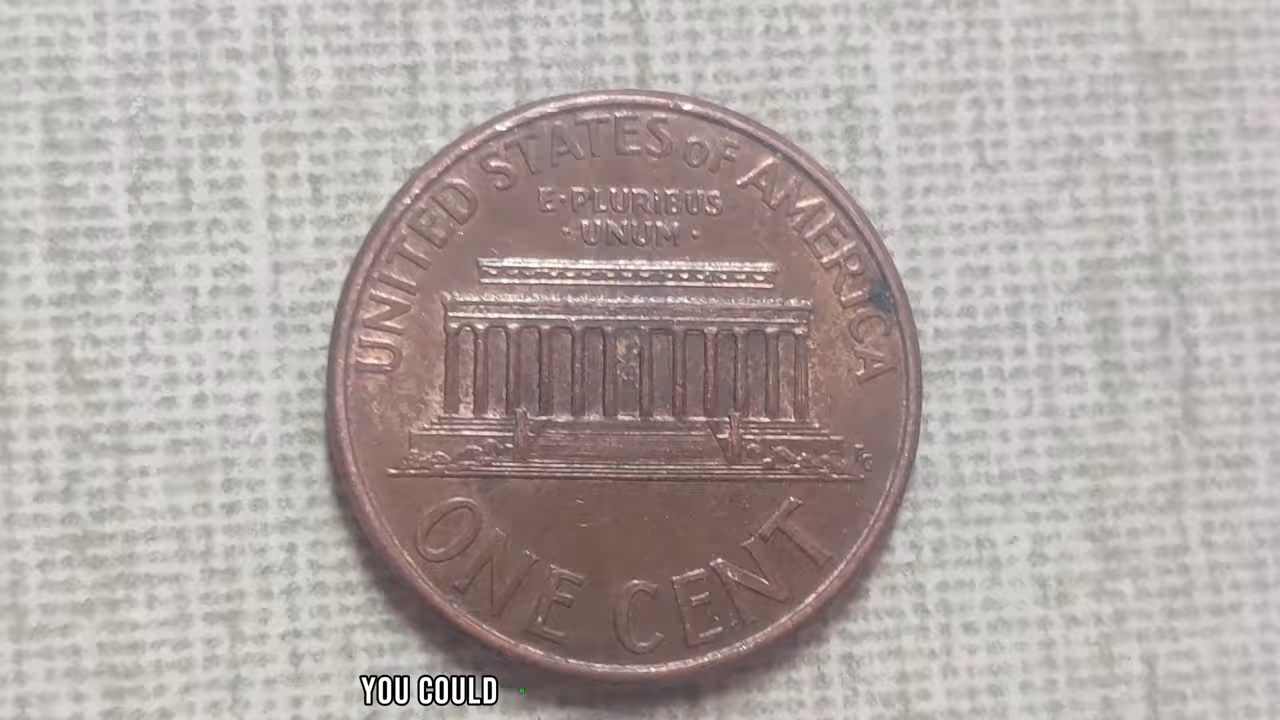 UNITED STATES OF AMERICA
E·PLURIBUS
·UNUM·
ONE CENT
YOU COULD